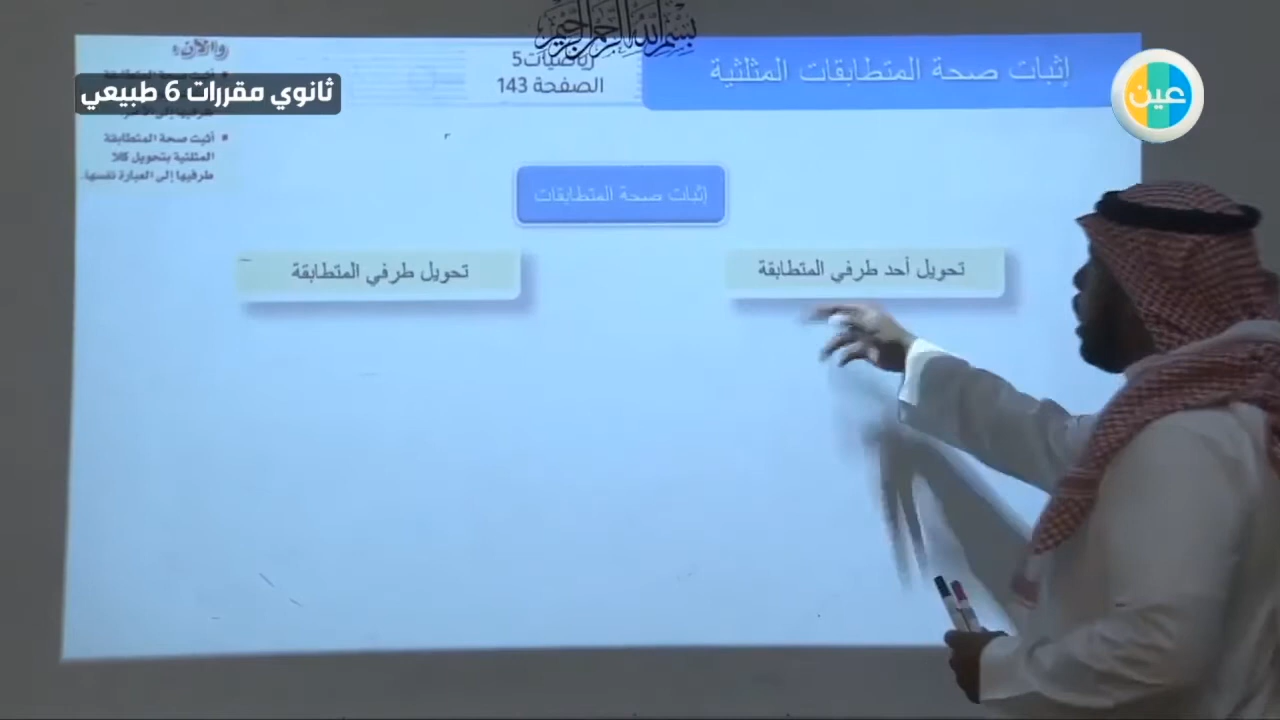 بسم الله الرحمن الرحيم
إثبات صحة المتطابقات المثلثية
رياضيات5
الصفحة 143
والآن،
ثانوي مقررات 6 طبيعي
عين
أثبت صحة المتطابقة
المثلثية بتحويل كلا
طرفيها إلى العبارة نفسها.
إثبات صحة المتطابقات
تحويل أحد طرفي المتطابقة
تحويل طرفي المتطابقة